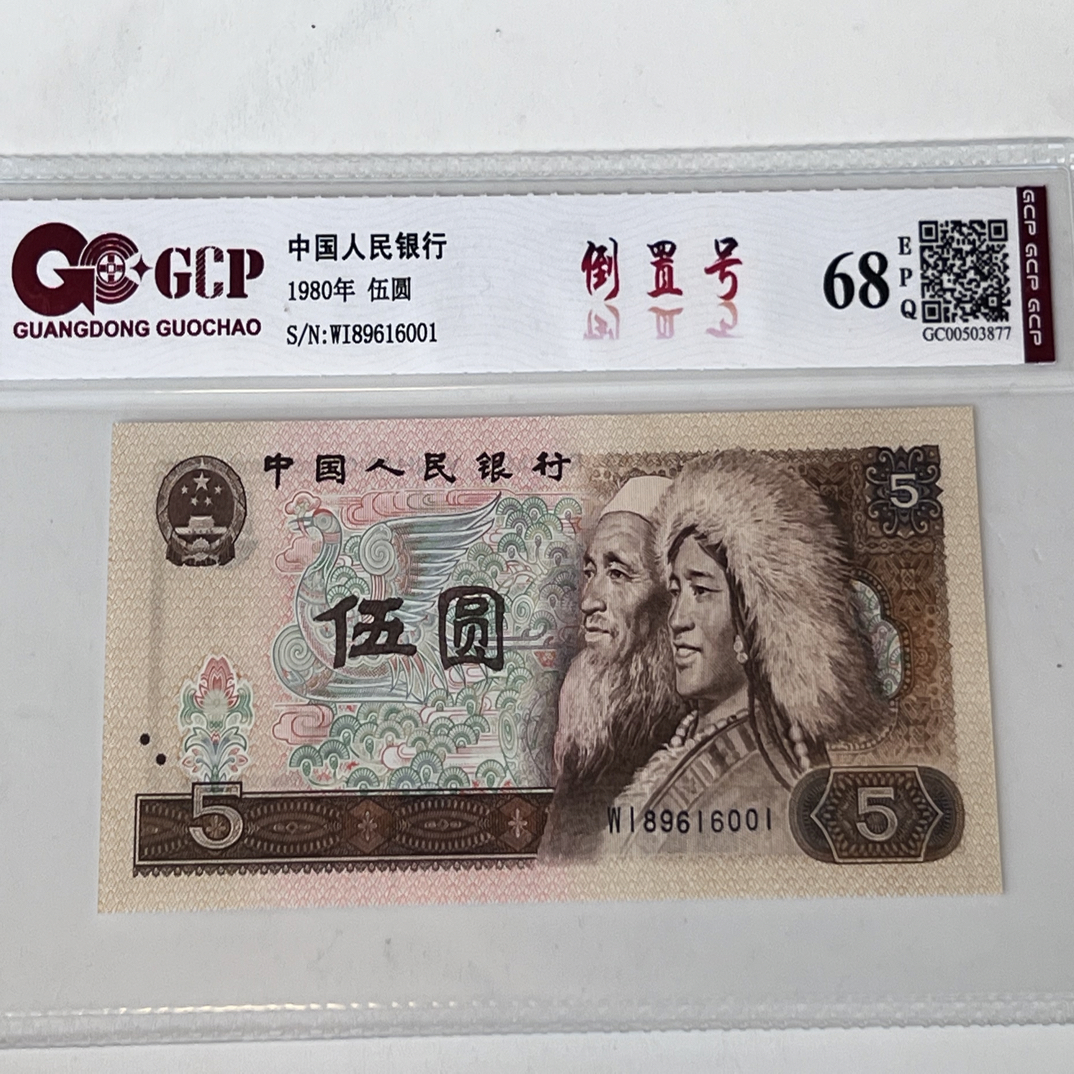 GCP
GUANGDONG GUOCHAO
中国人民银行
1980年 伍圆
S/N:WI89616001
倒置号
68
EPQ
GC00503877
GCP GCP GCP
中国人民银行
5
伍圆
5
WI89616001
5